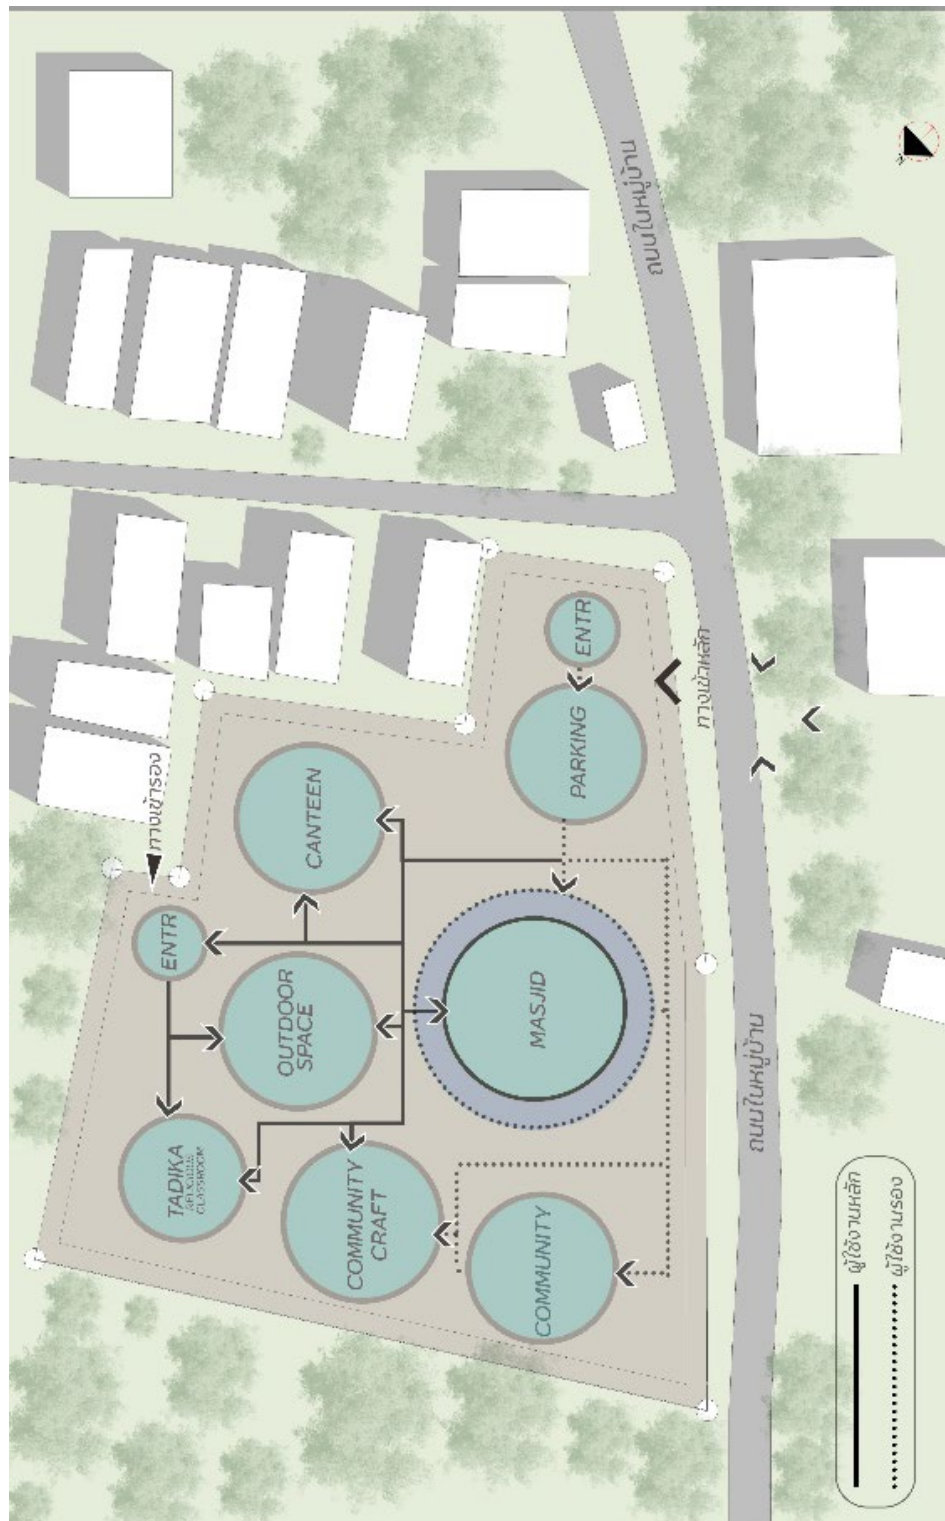 ทางเข้ารอง
ENTR
TADIKA
RELIGIOUS
CLASSROOM
OUTDOOR
SPACE
CANTEEN
COMMUNITY
CRAFT
COMMUNITY
MASJID
PARKING
ENTR
ทางเข้าหลัก
ถนนในหมู่บ้าน
ถนนในหมู่บ้าน
ผู้ใช้งานหลัก
ผู้ใช้งานรอง